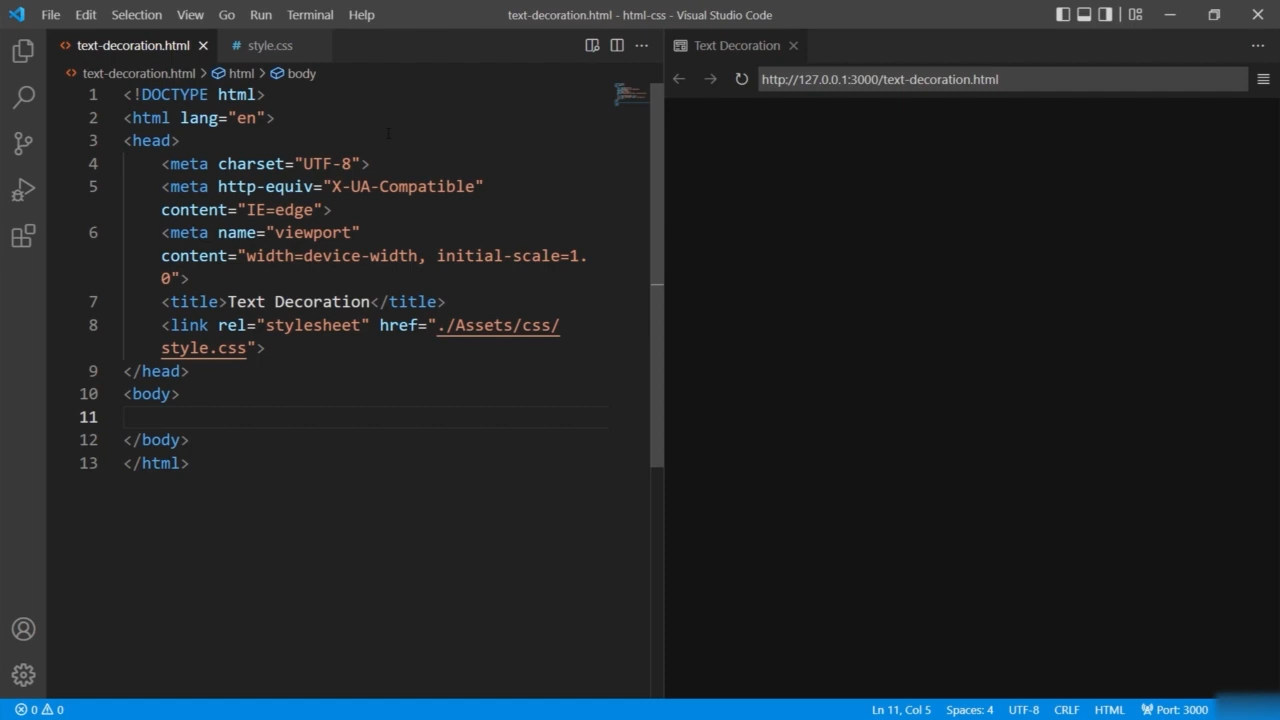 File Edit Selection View Go Run Terminal Help text-decoration.html - html-css - Visual Studio Code
text-decoration.html # style.css Text Decoration
text-decoration.html > html > body http://127.0.0.1:3000/text-decoration.html
1 <!DOCTYPE html>
2 <html lang="en">
3 <head>
4 <meta charset="UTF-8">
5 <meta http-equiv="X-UA-Compatible"
content="IE=edge">
6 <meta name="viewport"
content="width=device-width, initial-scale=1.
0">
7 <title>Text Decoration</title>
8 <link rel="stylesheet" href="./Assets/css/
style.css">
9 </head>
10 <body>
11
12 </body>
13 </html>
0 0 Ln 11, Col 5 Spaces: 4 UTF-8 CRLF HTML Port: 3000